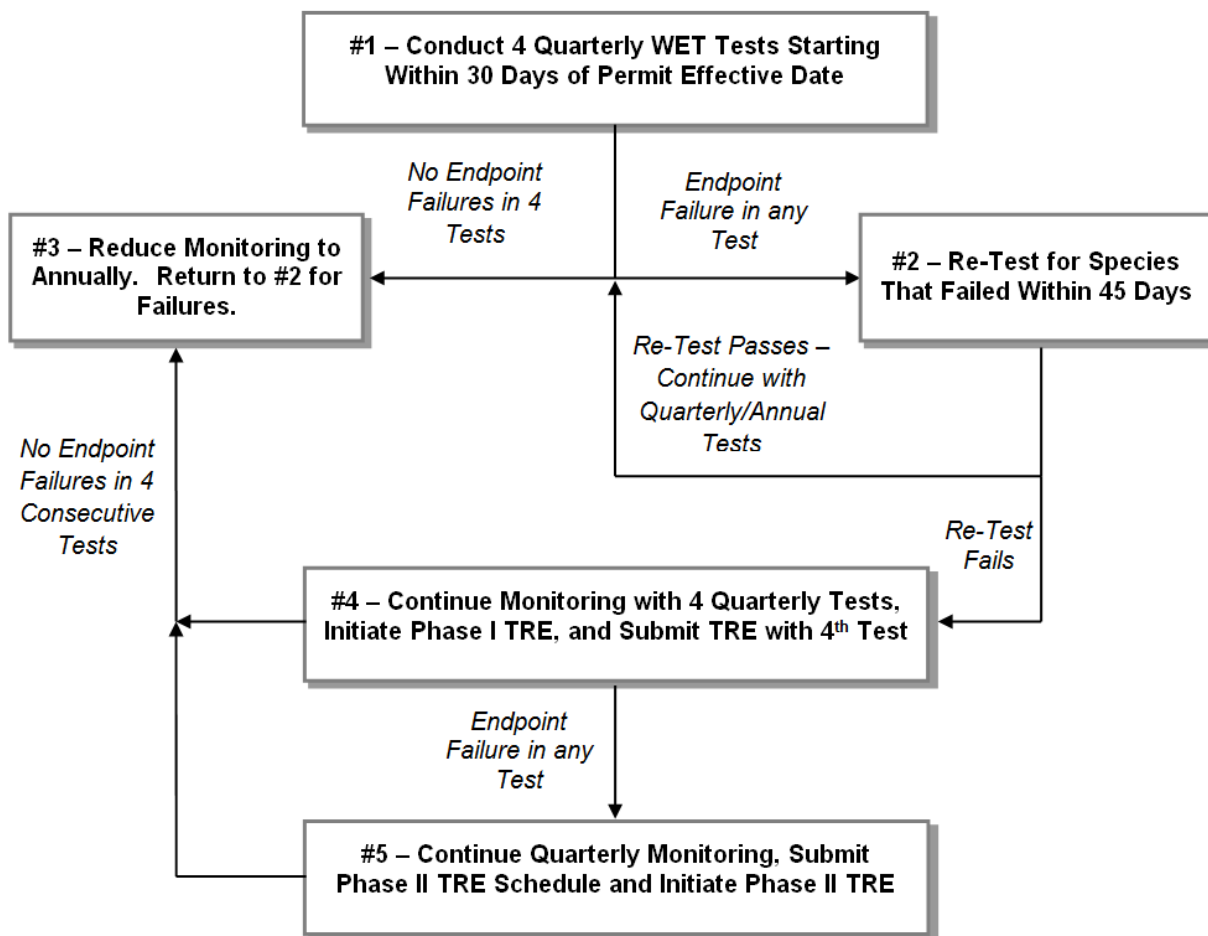 #1 – Conduct 4 Quarterly WET Tests Starting
Within 30 Days of Permit Effective Date
No Endpoint
Failures in 4
Tests
Endpoint
Failure in any
Test
#3 – Reduce Monitoring to
Annually.   Return to #2 for
Failures.
#2 – Re-Test for Species
That Failed Within 45 Days
Re-Test Passes –
Continue with
Quarterly/Annual
Tests
No Endpoint
Failures in 4
Consecutive
Tests
Re-Test
Fails
#4 – Continue Monitoring with 4 Quarterly Tests,
Initiate Phase I TRE, and Submit TRE with 4th Test
Endpoint
Failure in any
Test
#5 – Continue Quarterly Monitoring, Submit
Phase II TRE Schedule and Initiate Phase II TRE